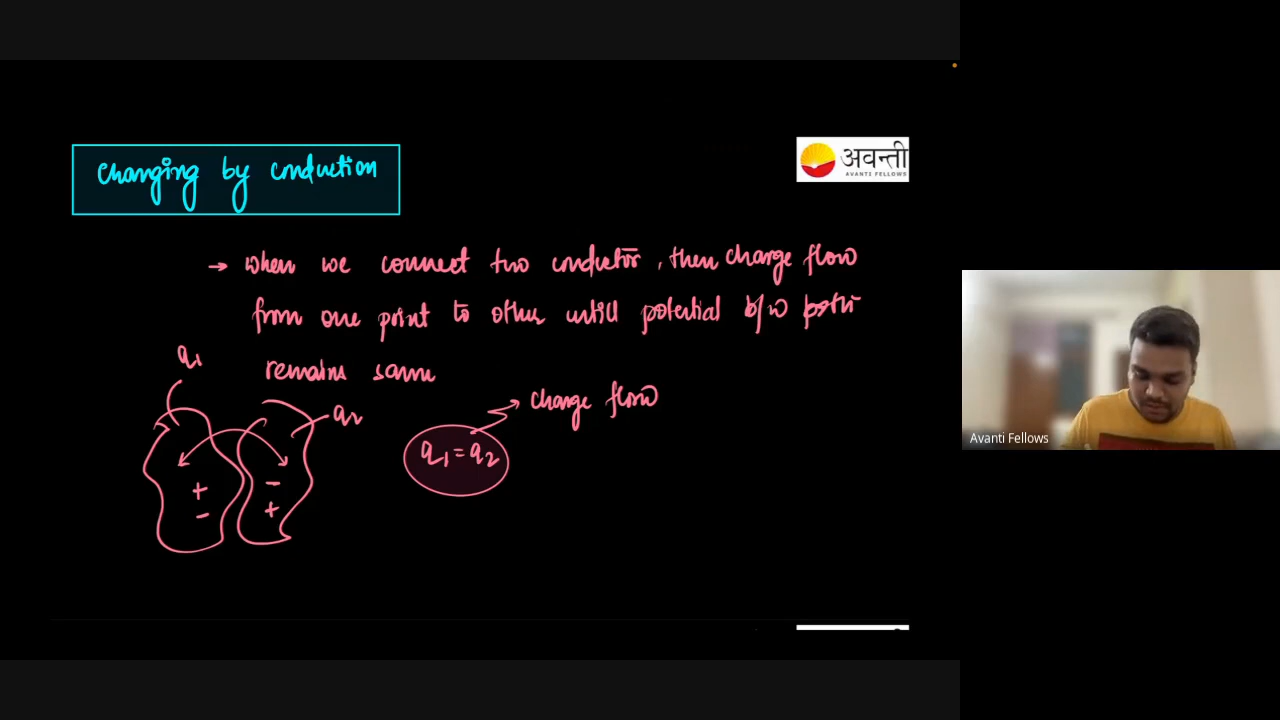 Changing by conduction
अवन्ती
AVANTI FELLOWS
→ when we connect two conductor, then charge flow
from one point to other untill potential b/w both
remains same
q1
q2
→ charge flow
q1 = q2
+ -
- +
Avanti Fellows